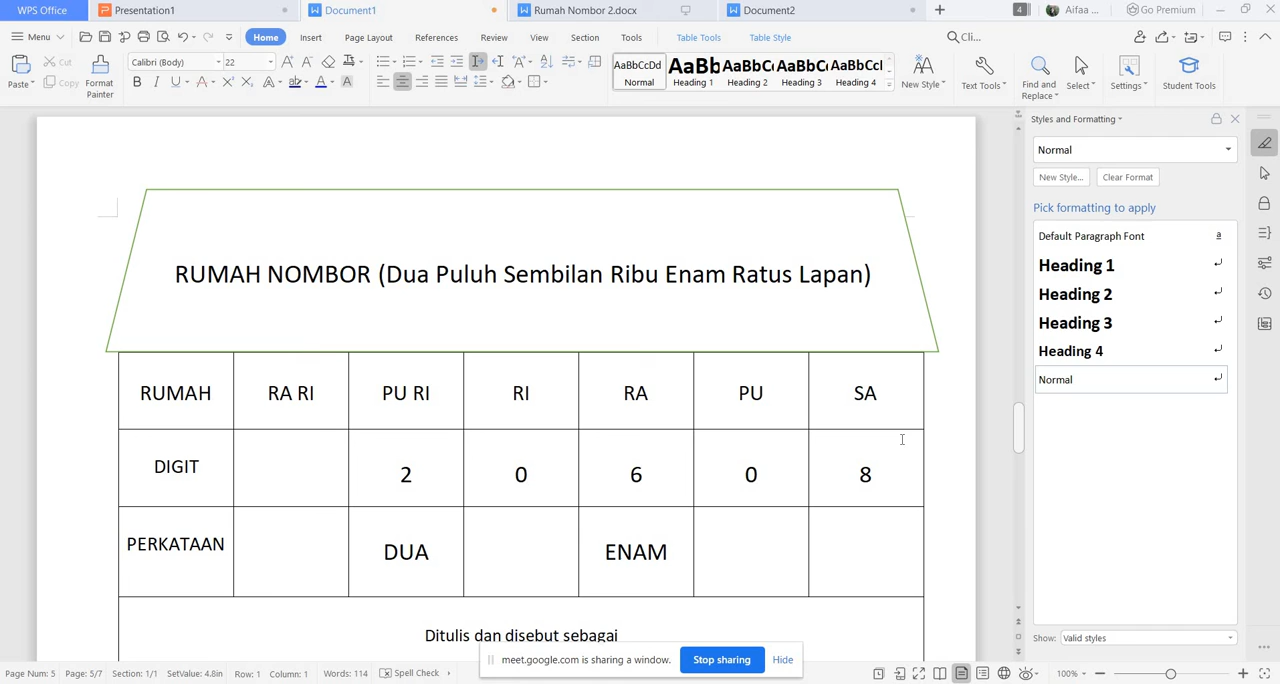 WPS Office
Presentation1
Document1
Rumah Nombor 2.docx
Document2
4
Aifaa ...
Go Premium
Menu
Home
Insert
Page Layout
References
Review
View
Section
Tools
Table Tools
Table Style
Cli...
Paste
Cut
Copy
Format Painter
Calibri (Body)
22
AaBbCcDd
Normal
AaBb
Heading 1
AaBbC
Heading 2
AaBbC
Heading 3
AaBbCcI
Heading 4
New Style
Text Tools
Find and Replace
Select
Settings
Student Tools
Styles and Formatting
Normal
New Style...
Clear Format
Pick formatting to apply
Default Paragraph Font
Heading 1
Heading 2
Heading 3
Heading 4
Normal
Show: Valid styles
RUMAH NOMBOR (Dua Puluh Sembilan Ribu Enam Ratus Lapan)
RUMAH RA RI PU RI RI RA PU SA
DIGIT 2 0 6 0 8
PERKATAAN DUA ENAM
Ditulis dan disebut sebagai
meet.google.com is sharing a window. Stop sharing Hide
Page Num: 5 Page: 5/7 Section: 1/1 SetValue: 4.8in Row: 1 Column: 1 Words: 114 Spell Check 100%